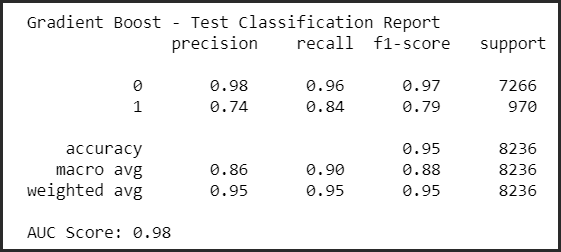 Gradient Boost - Test Classification Report
precision recall f1-score support
0 0.98 0.96 0.97 7266
1 0.74 0.84 0.79 970
accuracy 0.95 8236
macro avg 0.86 0.90 0.88 8236
weighted avg 0.95 0.95 0.95 8236
AUC Score: 0.98